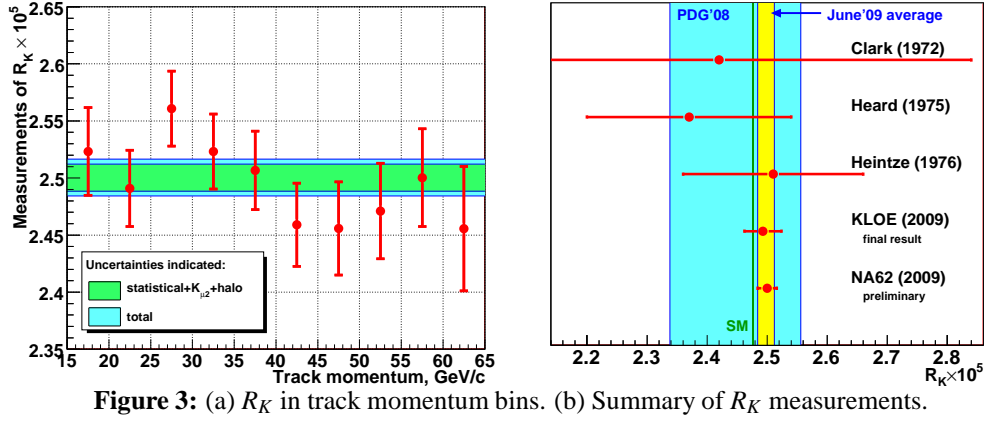 Measurements of R_K × 10^5
2.65
2.6
2.55
2.5
2.45
2.4
2.35
Uncertainties indicated:
statistical+K_μ2+halo
total
15 20 25 30 35 40 45 50 55 60 65
Track momentum, GeV/c
PDG'08
June'09 average
Clark (1972)
Heard (1975)
Heintze (1976)
KLOE (2009)
final result
NA62 (2009)
preliminary
SM
2.2 2.3 2.4 2.5 2.6 2.7 2.8
R_K×10^5
Figure 3: (a) R_K in track momentum bins. (b) Summary of R_K measurements.